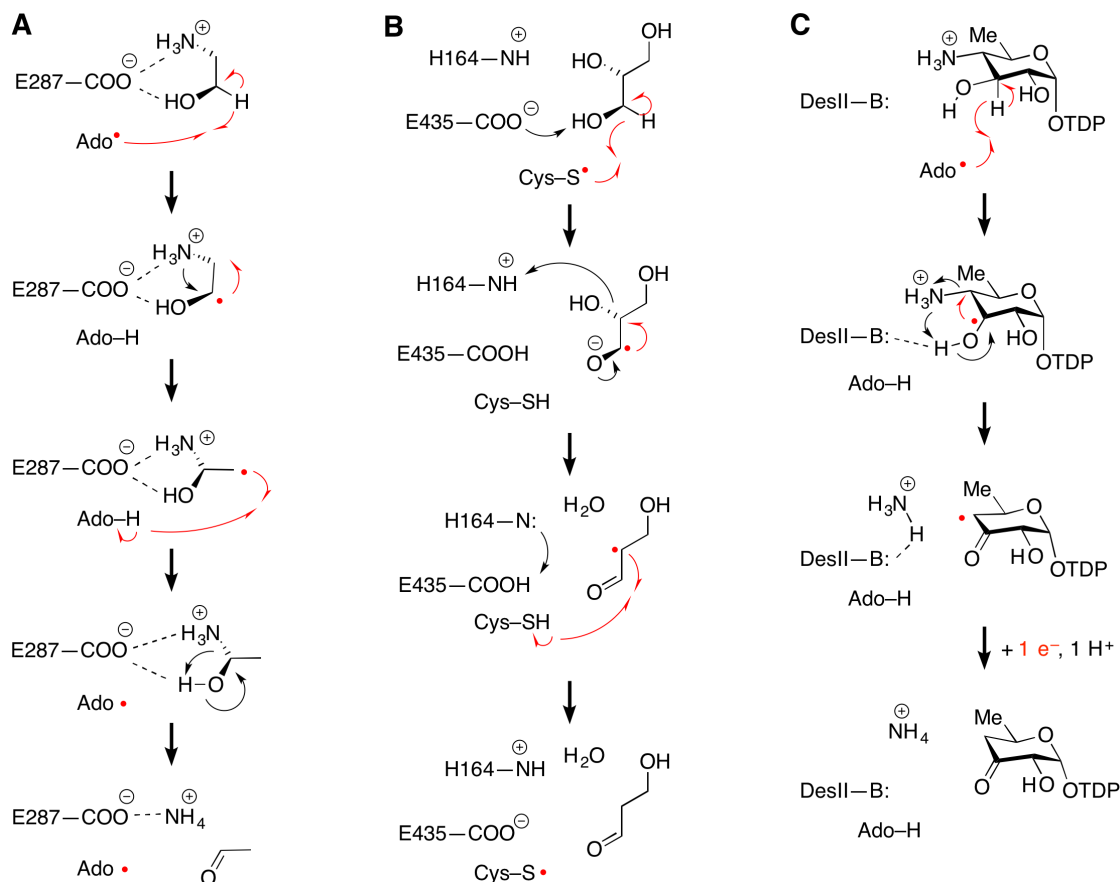 A
H3N⊕
E287–COO⊖
HO H
Ado•
H3N⊕
E287–COO⊖
HO •
Ado–H
H3N⊕
E287–COO⊖
HO •
Ado–H
H3N⊕
E287–COO⊖
H–O
Ado •
E287–COO⊖ NH4⊕
Ado •
O
B
OH
H164–NH⊕
HO
E435–COO⊖
HO H
Cys–S•
OH
H164–NH⊕
HO
E435–COOH
⊖O •
Cys–SH
H2O
OH
H164–N:
•
E435–COOH
O
Cys–SH
H2O
OH
H164–NH⊕
E435–COO⊖
O
Cys–S •
C
Me
H3N⊕ O
HO
DesII–B:
O
H H
OTDP
Ado•
Me
H3N⊕ O
•
HO
DesII–B:
H O
OTDP
Ado–H
H3N⊕
Me
O
•
H
DesII–B:
O
HO
OTDP
Ado–H
+ 1 e–, 1 H+
NH4⊕
Me
O
DesII–B:
O
HO
OTDP
Ado–H